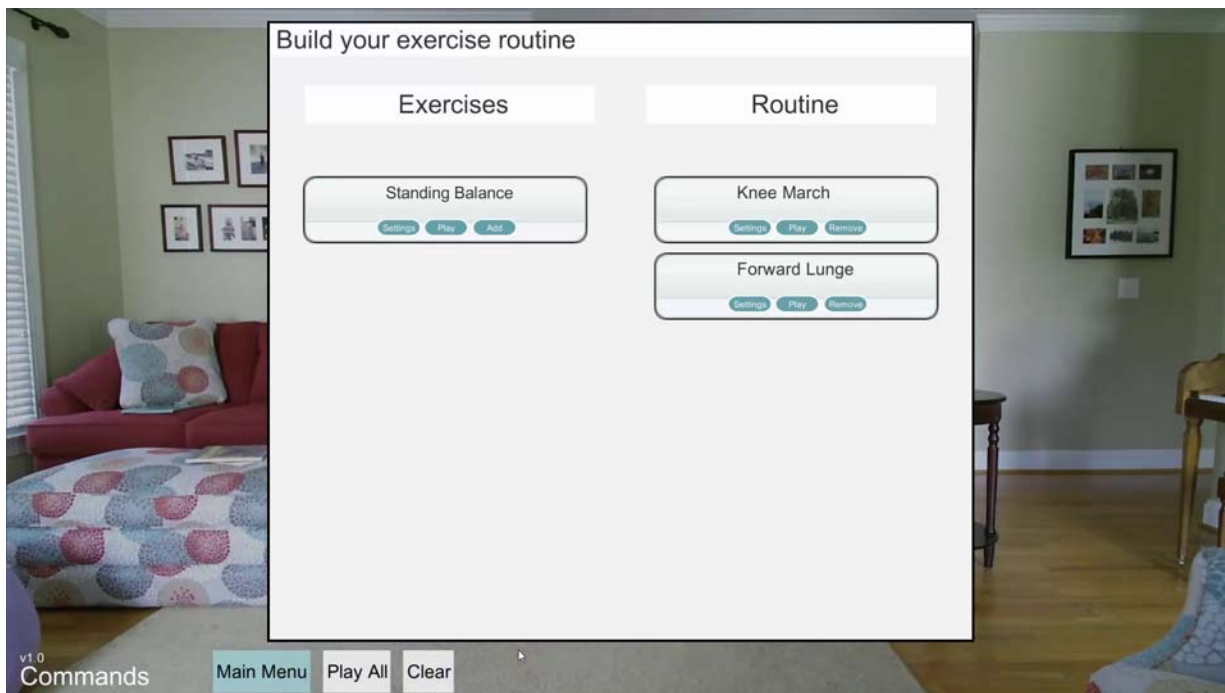 Build your exercise routine
Exercises
Standing Balance
Settings Play Add
Routine
Knee March
Settings Play Remove
Forward Lunge
Settings Play Remove
v1.0
Commands
Main Menu Play All Clear